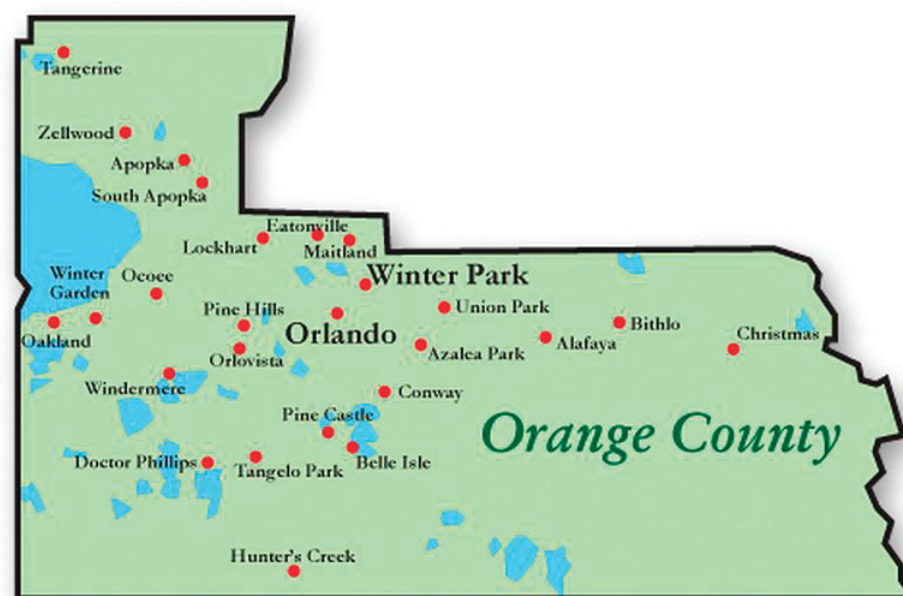 Tangerine
Zellwood
Apopka
South Apopka
Eatonville
Lockhart
Maitland
Winter
Garden
Ocoee
Winter Park
Pine Hills
Union Park
Orlando
Oakland
Bithlo
Christmas
Alafaya
Azalea Park
Orlovista
Windermere
Conway
Pine Castle
Orange County
Doctor Phillips
Tangelo Park
Belle Isle
Hunter's Creek